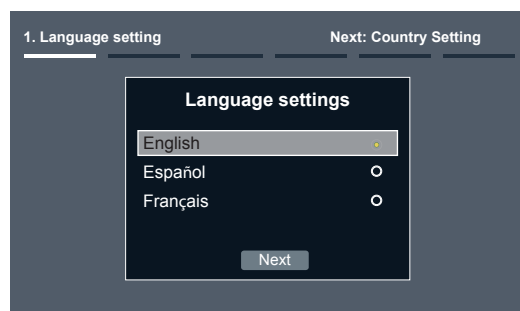 1. Language setting Next: Country Setting
Language settings
English
Español
Français
Next